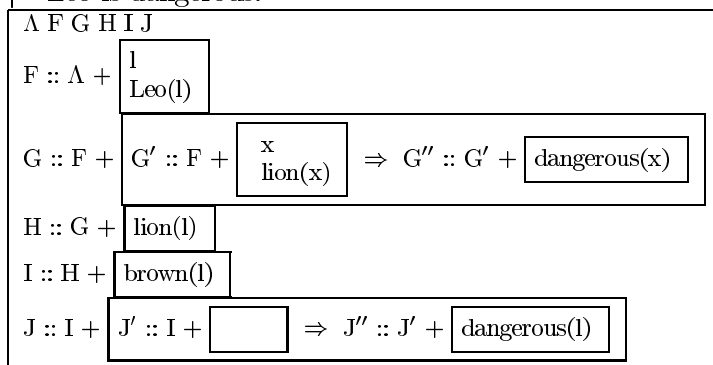 Leo is dangerous.
Λ F G H I J
F :: Λ + l
Leo(l)
G :: F + G′ :: F + x
lion(x) ⇒ G″ :: G′ + dangerous(x)
H :: G + lion(l)
I :: H + brown(l)
J :: I + J′ :: I + ⇒ J″ :: J′ + dangerous(l)